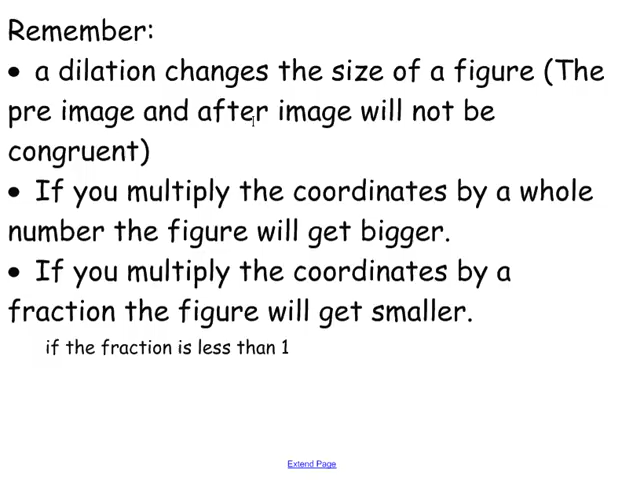 Remember:
• a dilation changes the size of a figure (The
pre image and after image will not be
congruent)
• If you multiply the coordinates by a whole
number the figure will get bigger.
• If you multiply the coordinates by a
fraction the figure will get smaller.
if the fraction is less than 1
Extend Page